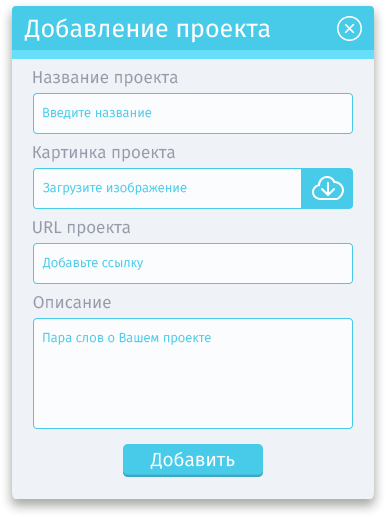 Добавление проекта
Название проекта
Введите название
Картинка проекта
Загрузите изображение
URL проекта
Добавьте ссылку
Описание
Пара слов о Вашем проекте
Добавить